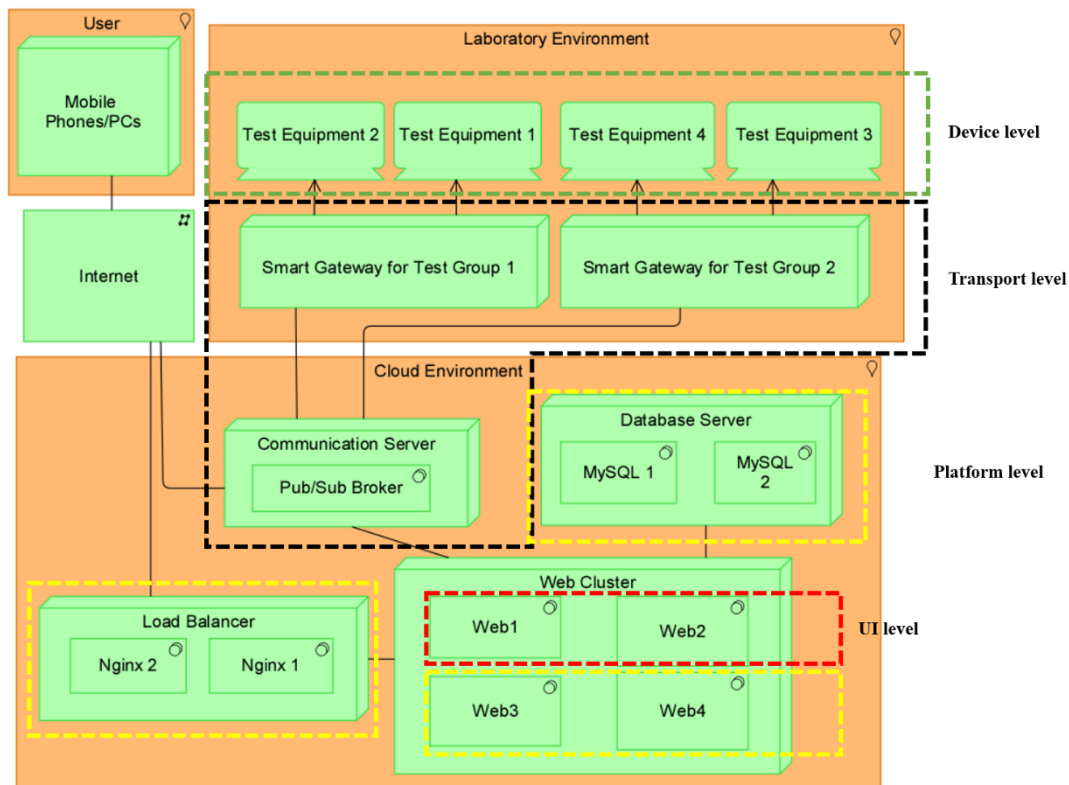 User
Mobile
Phones/PCs
Internet
Laboratory Environment
Test Equipment 2
Test Equipment 1
Test Equipment 4
Test Equipment 3
Device level
Smart Gateway for Test Group 1
Smart Gateway for Test Group 2
Transport level
Cloud Environment
Communication Server
Pub/Sub Broker
Database Server
MySQL 1
MySQL
2
Platform level
Load Balancer
Nginx 2
Nginx 1
Web Cluster
Web1
Web2
UI level
Web3
Web4